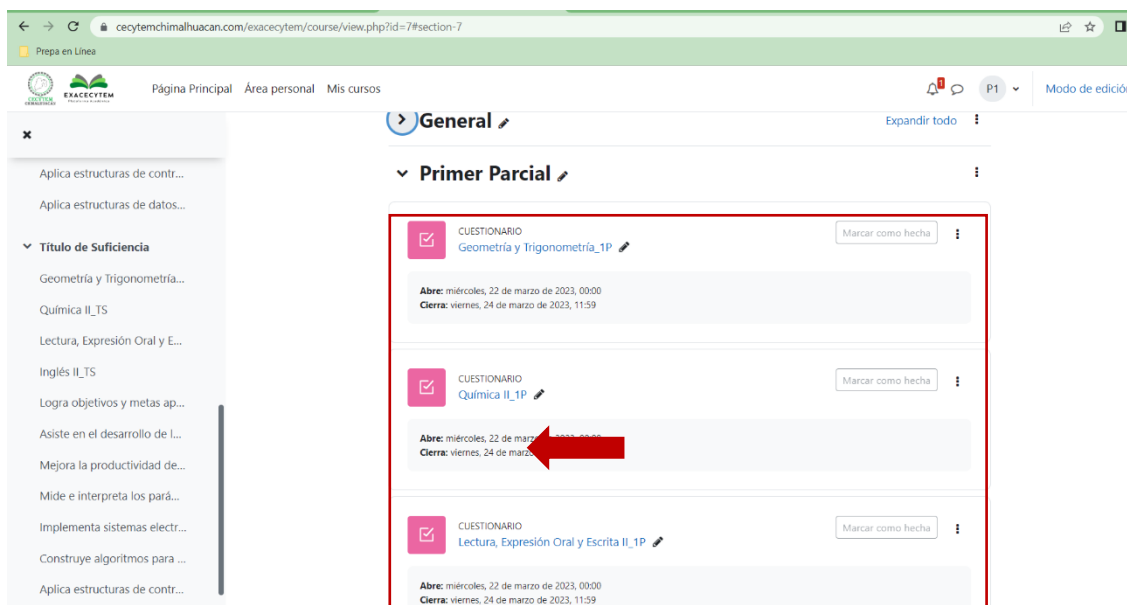 cecytemchimalhuacan.com/exacecytem/course/view.php?id=7#section-7
Prepa en Línea
CECYTEM
CHIMALHUACAN
EXACECYTEM
Página Principal Área personal Mis cursos
1
P1
Modo de edición
General
Expandir todo
Aplica estructuras de contr...
Aplica estructuras de datos...
Título de Suficiencia
Geometría y Trigonometría...
Química II_TS
Lectura, Expresión Oral y E...
Inglés II_TS
Logra objetivos y metas ap...
Asiste en el desarrollo de l...
Mejora la productividad de...
Mide e interpreta los pará...
Implementa sistemas electr...
Construye algoritmos para ...
Aplica estructuras de contr...
Primer Parcial
CUESTIONARIO
Geometría y Trigonometría_1P
Marcar como hecha
Abre: miércoles, 22 de marzo de 2023, 00:00
Cierra: viernes, 24 de marzo de 2023, 11:59
CUESTIONARIO
Química II_1P
Marcar como hecha
Abre: miércoles, 22 de
Cierra: viernes, 24 de marzo
CUESTIONARIO
Lectura, Expresión Oral y Escrita II_1P
Marcar como hecha
Abre: miércoles, 22 de marzo de 2023, 00:00
Cierra: viernes, 24 de marzo de 2023, 11:59